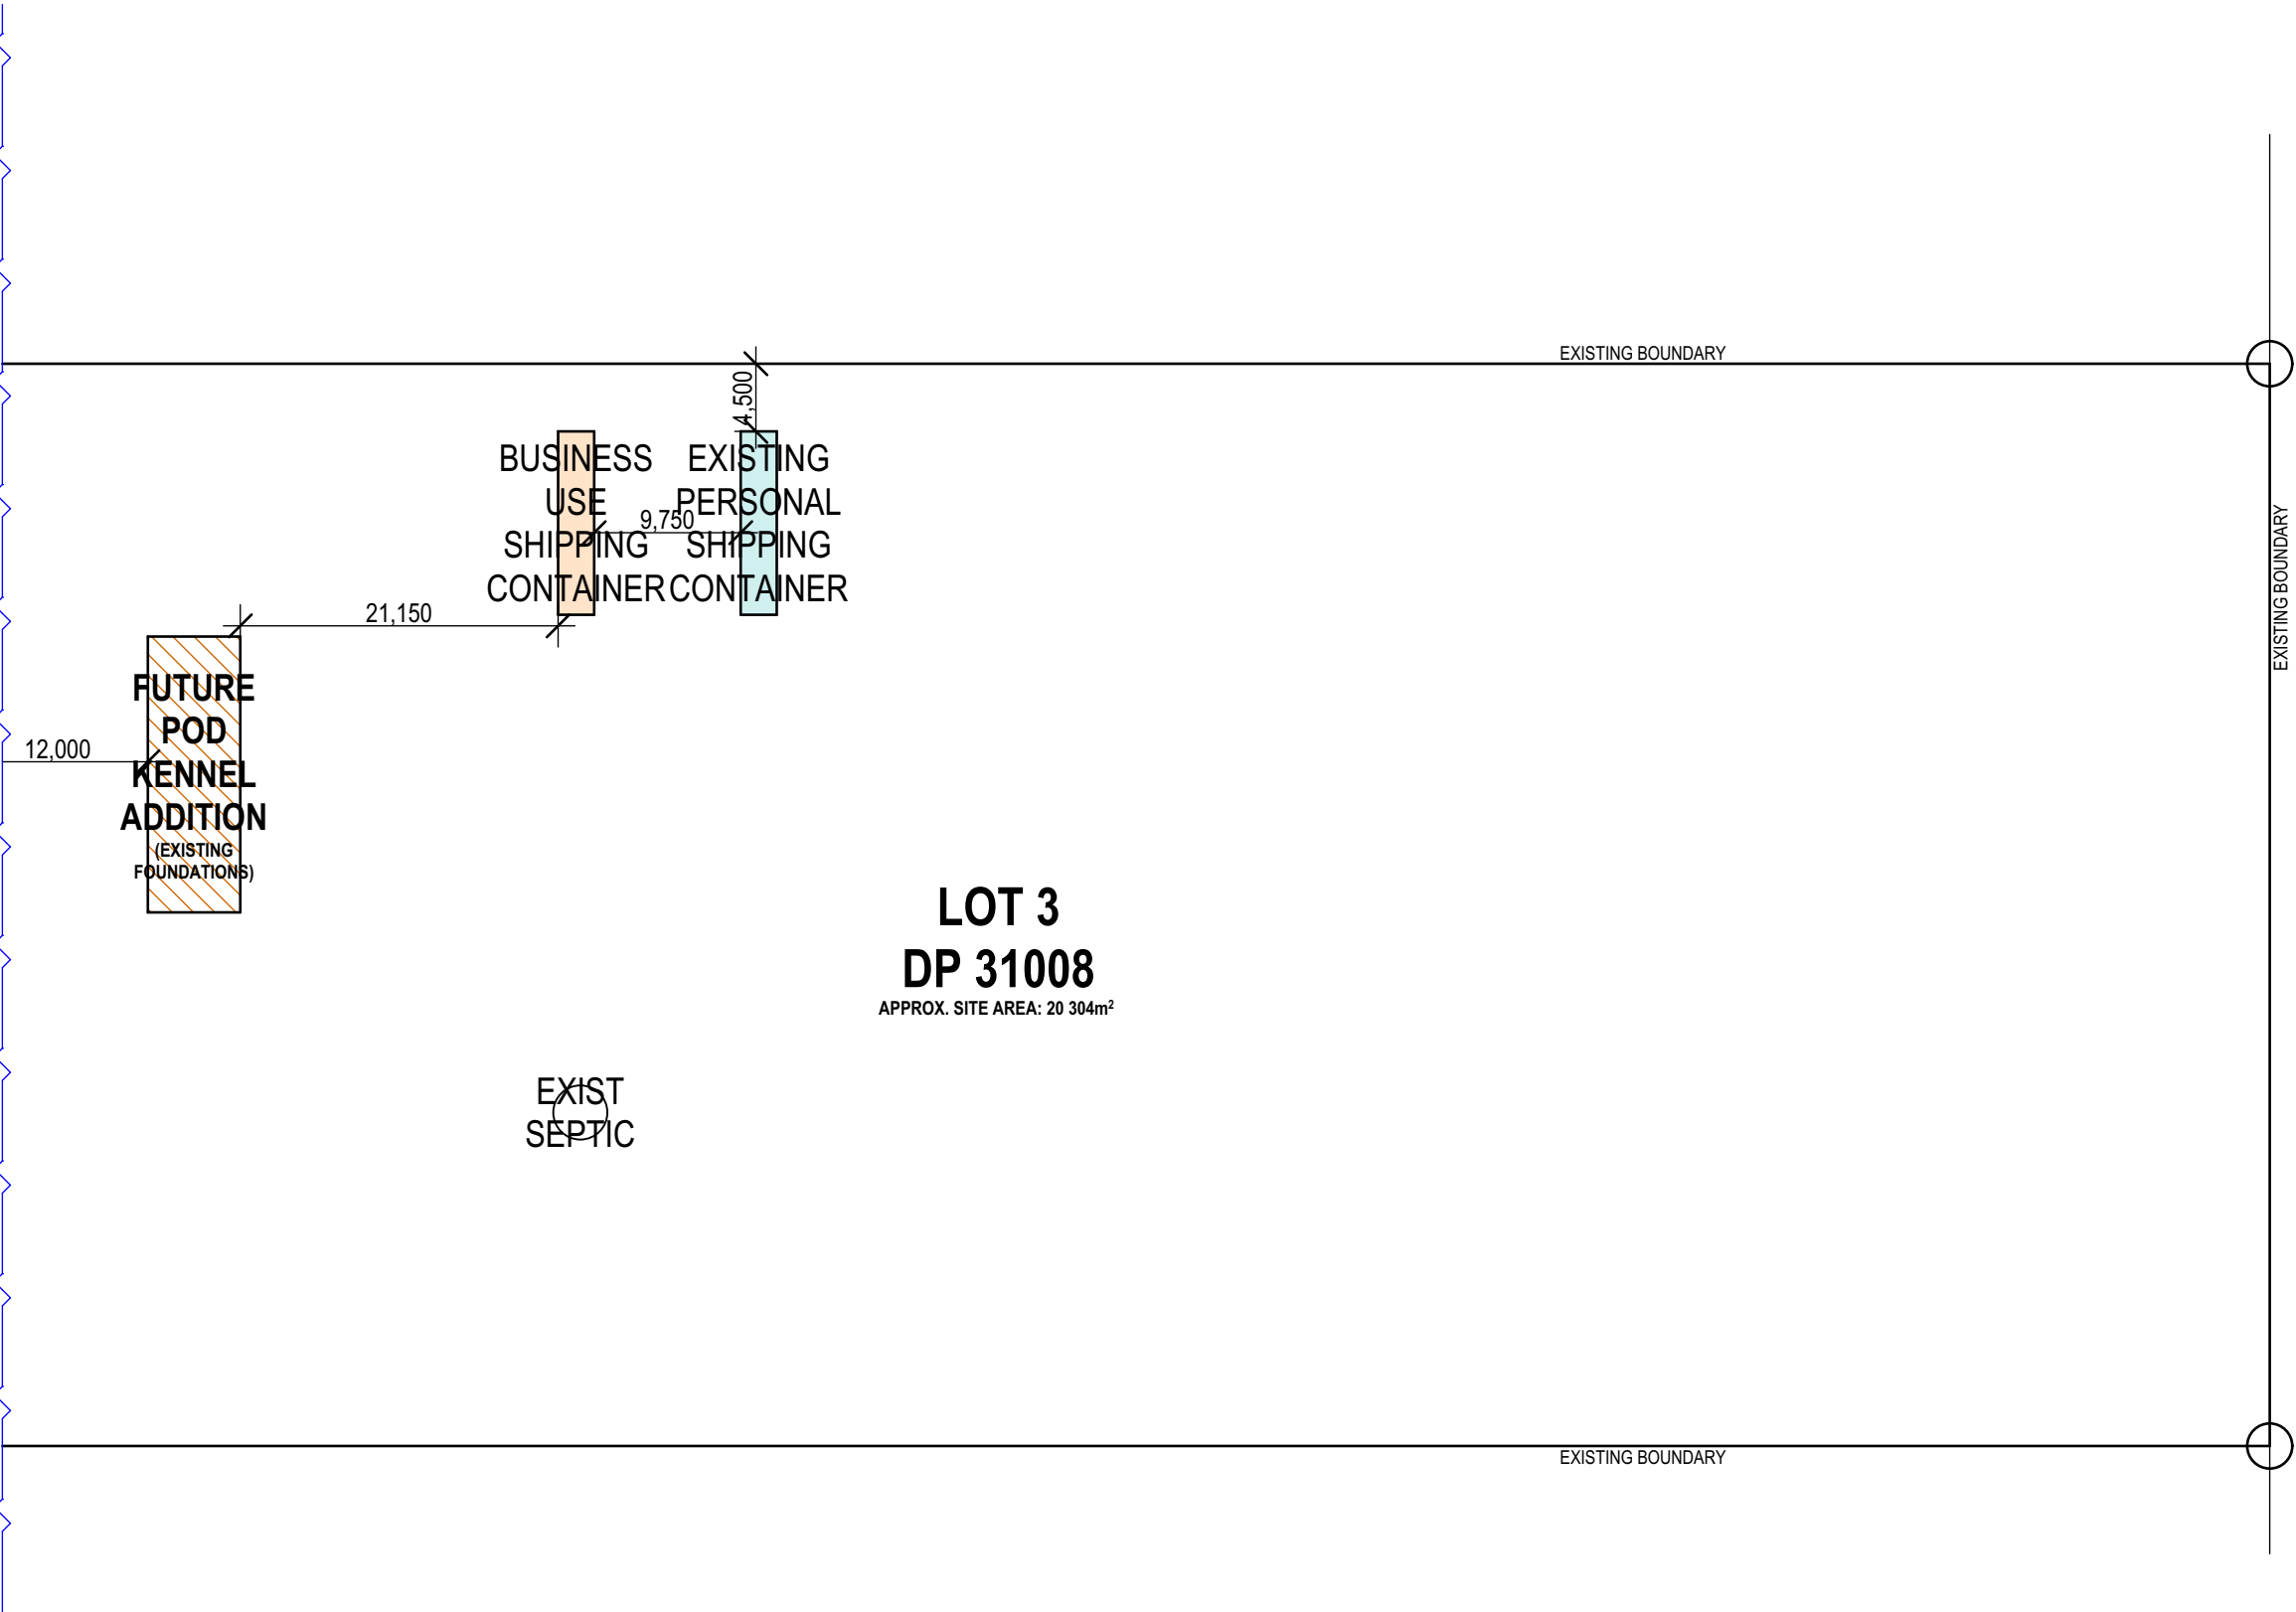 EXISTING BOUNDARY
4,500
BUSINESS
USE
SHIPPING
CONTAINER
EXISTING
PERSONAL
SHIPPING
CONTAINER
9,750
EXISTING BOUNDARY
21,150
FUTURE
POD
KENNEL
ADDITION
(EXISTING
FOUNDATIONS)
12,000
LOT 3
DP 31008
APPROX. SITE AREA: 20 304m²
EXIST
SEPTIC
EXISTING BOUNDARY